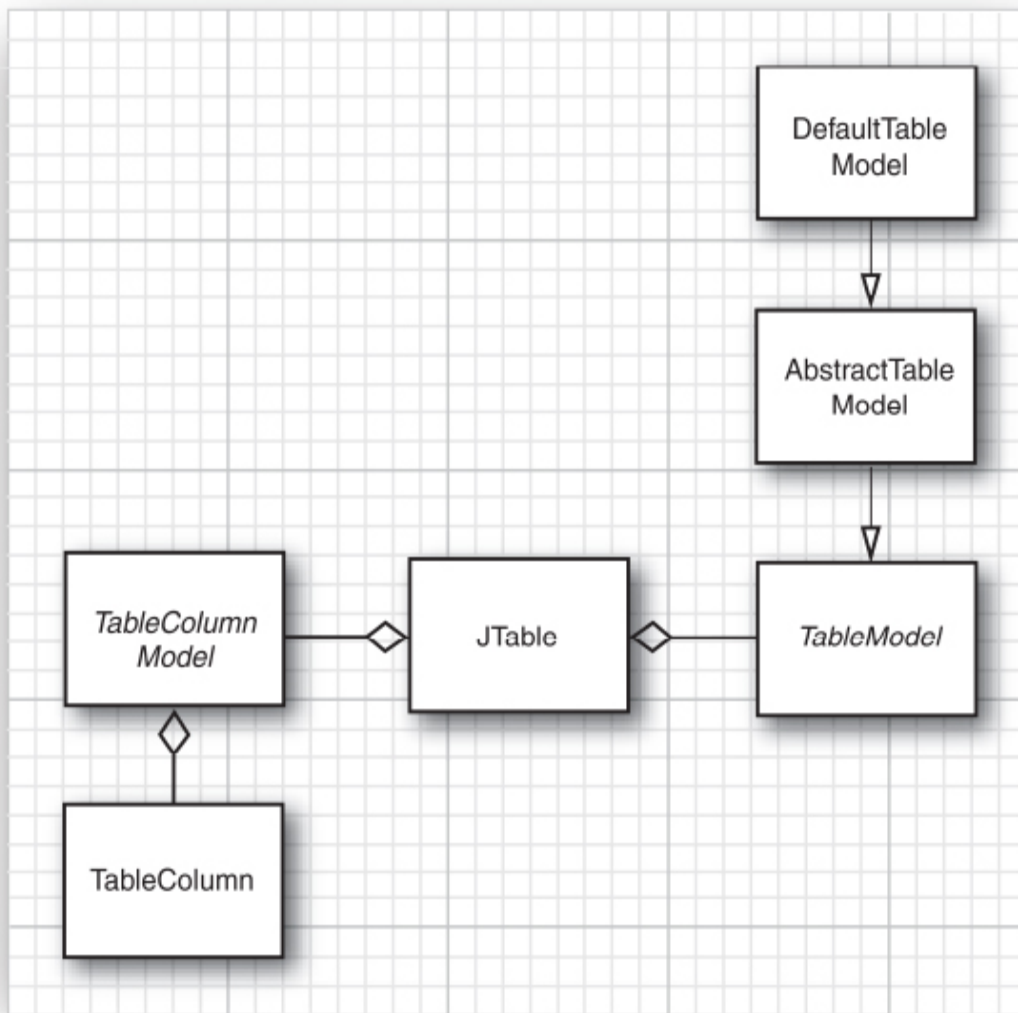 DefaultTable
Model
AbstractTable
Model
TableColumn
Model
JTable
TableModel
TableColumn